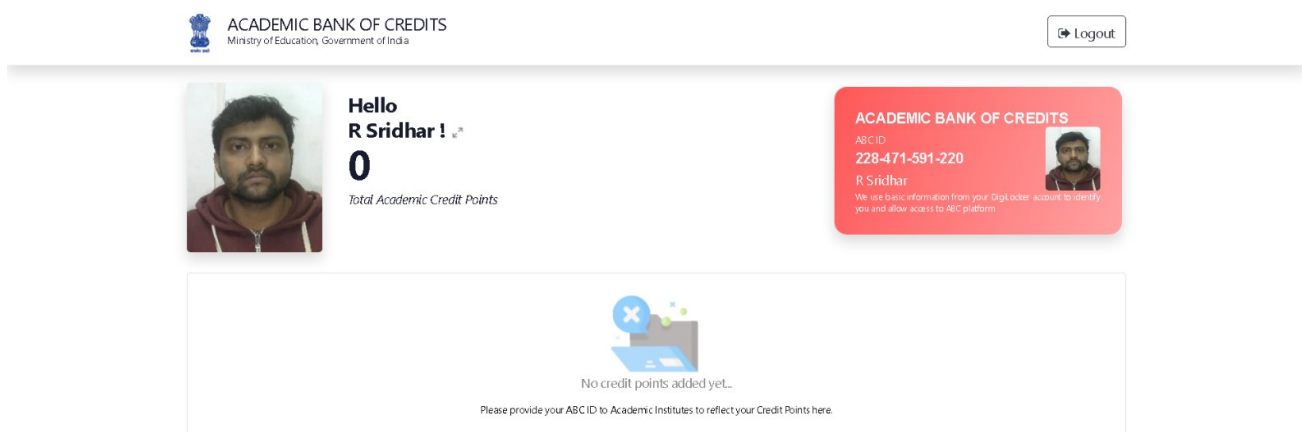 ACADEMIC BANK OF CREDITS
Ministry of Education, Government of India
Logout
Hello
R Sridhar !
0
Total Academic Credit Points
ACADEMIC BANK OF CREDITS
ABC ID
228-471-591-220
R Sridhar
We use basic information from your DigiLocker account to identify
you and allow access to ABC platform
No credit points added yet...
Please provide your ABC ID to Academic Institutes to reflect your Credit Points here.